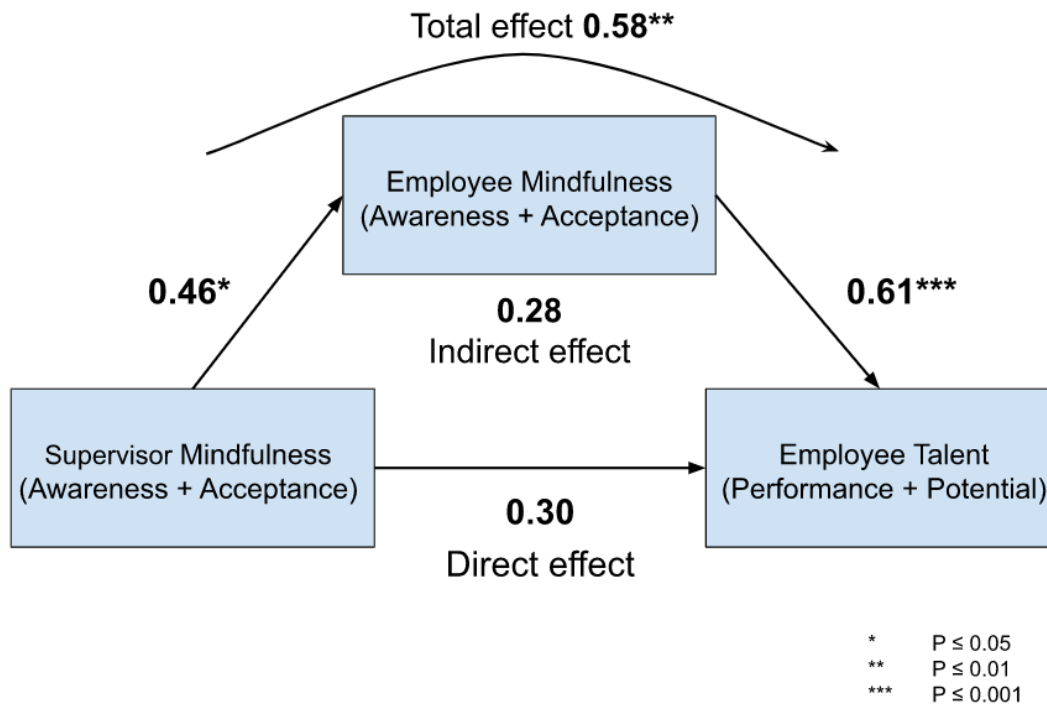 Total effect 0.58**
Employee Mindfulness
(Awareness + Acceptance)
0.46*
0.61***
0.28
Indirect effect
Supervisor Mindfulness
(Awareness + Acceptance)
Employee Talent
(Performance + Potential)
0.30
Direct effect
* P ≤ 0.05
** P ≤ 0.01
*** P ≤ 0.001